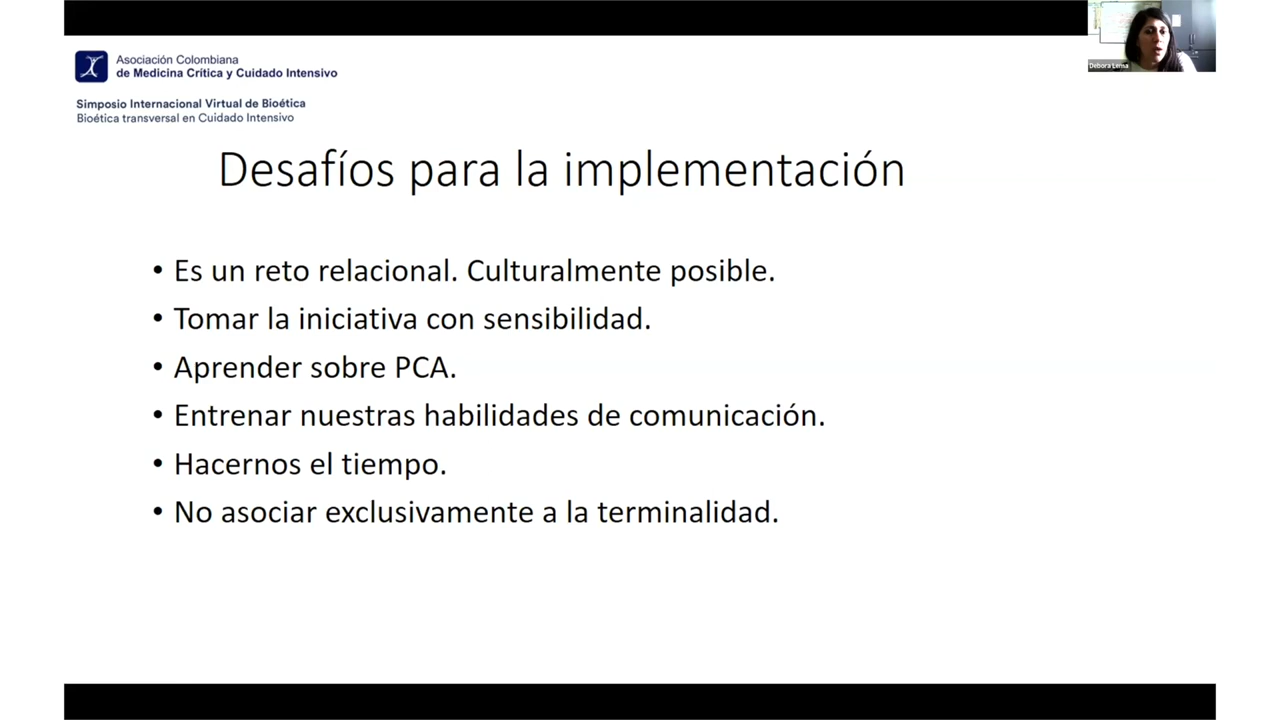 Asociación Colombiana
de Medicina Crítica y Cuidado Intensivo
Simposio Internacional Virtual de Bioética
Bioética transversal en Cuidado Intensivo
Debora Lema
Desafíos para la implementación
• Es un reto relacional. Culturalmente posible.
• Tomar la iniciativa con sensibilidad.
• Aprender sobre PCA.
• Entrenar nuestras habilidades de comunicación.
• Hacernos el tiempo.
• No asociar exclusivamente a la terminalidad.